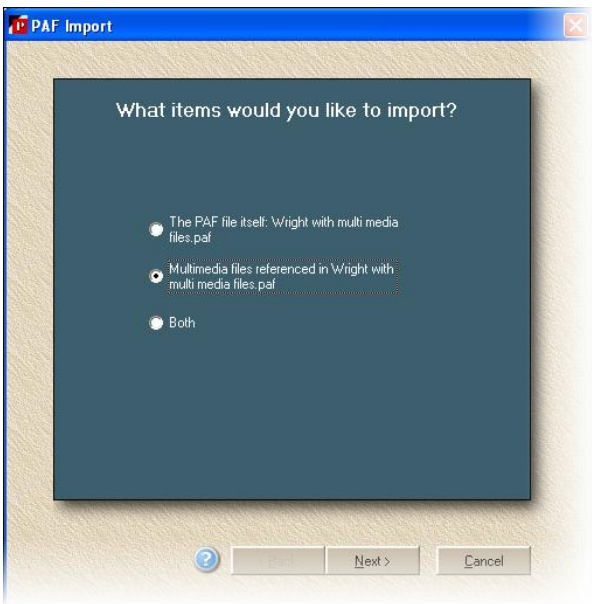 PAF Import
What items would you like to import?
The PAF file itself: Wright with multi media
files.paf
Multimedia files referenced in Wright with
multi media files.paf
Both
Next >
Cancel